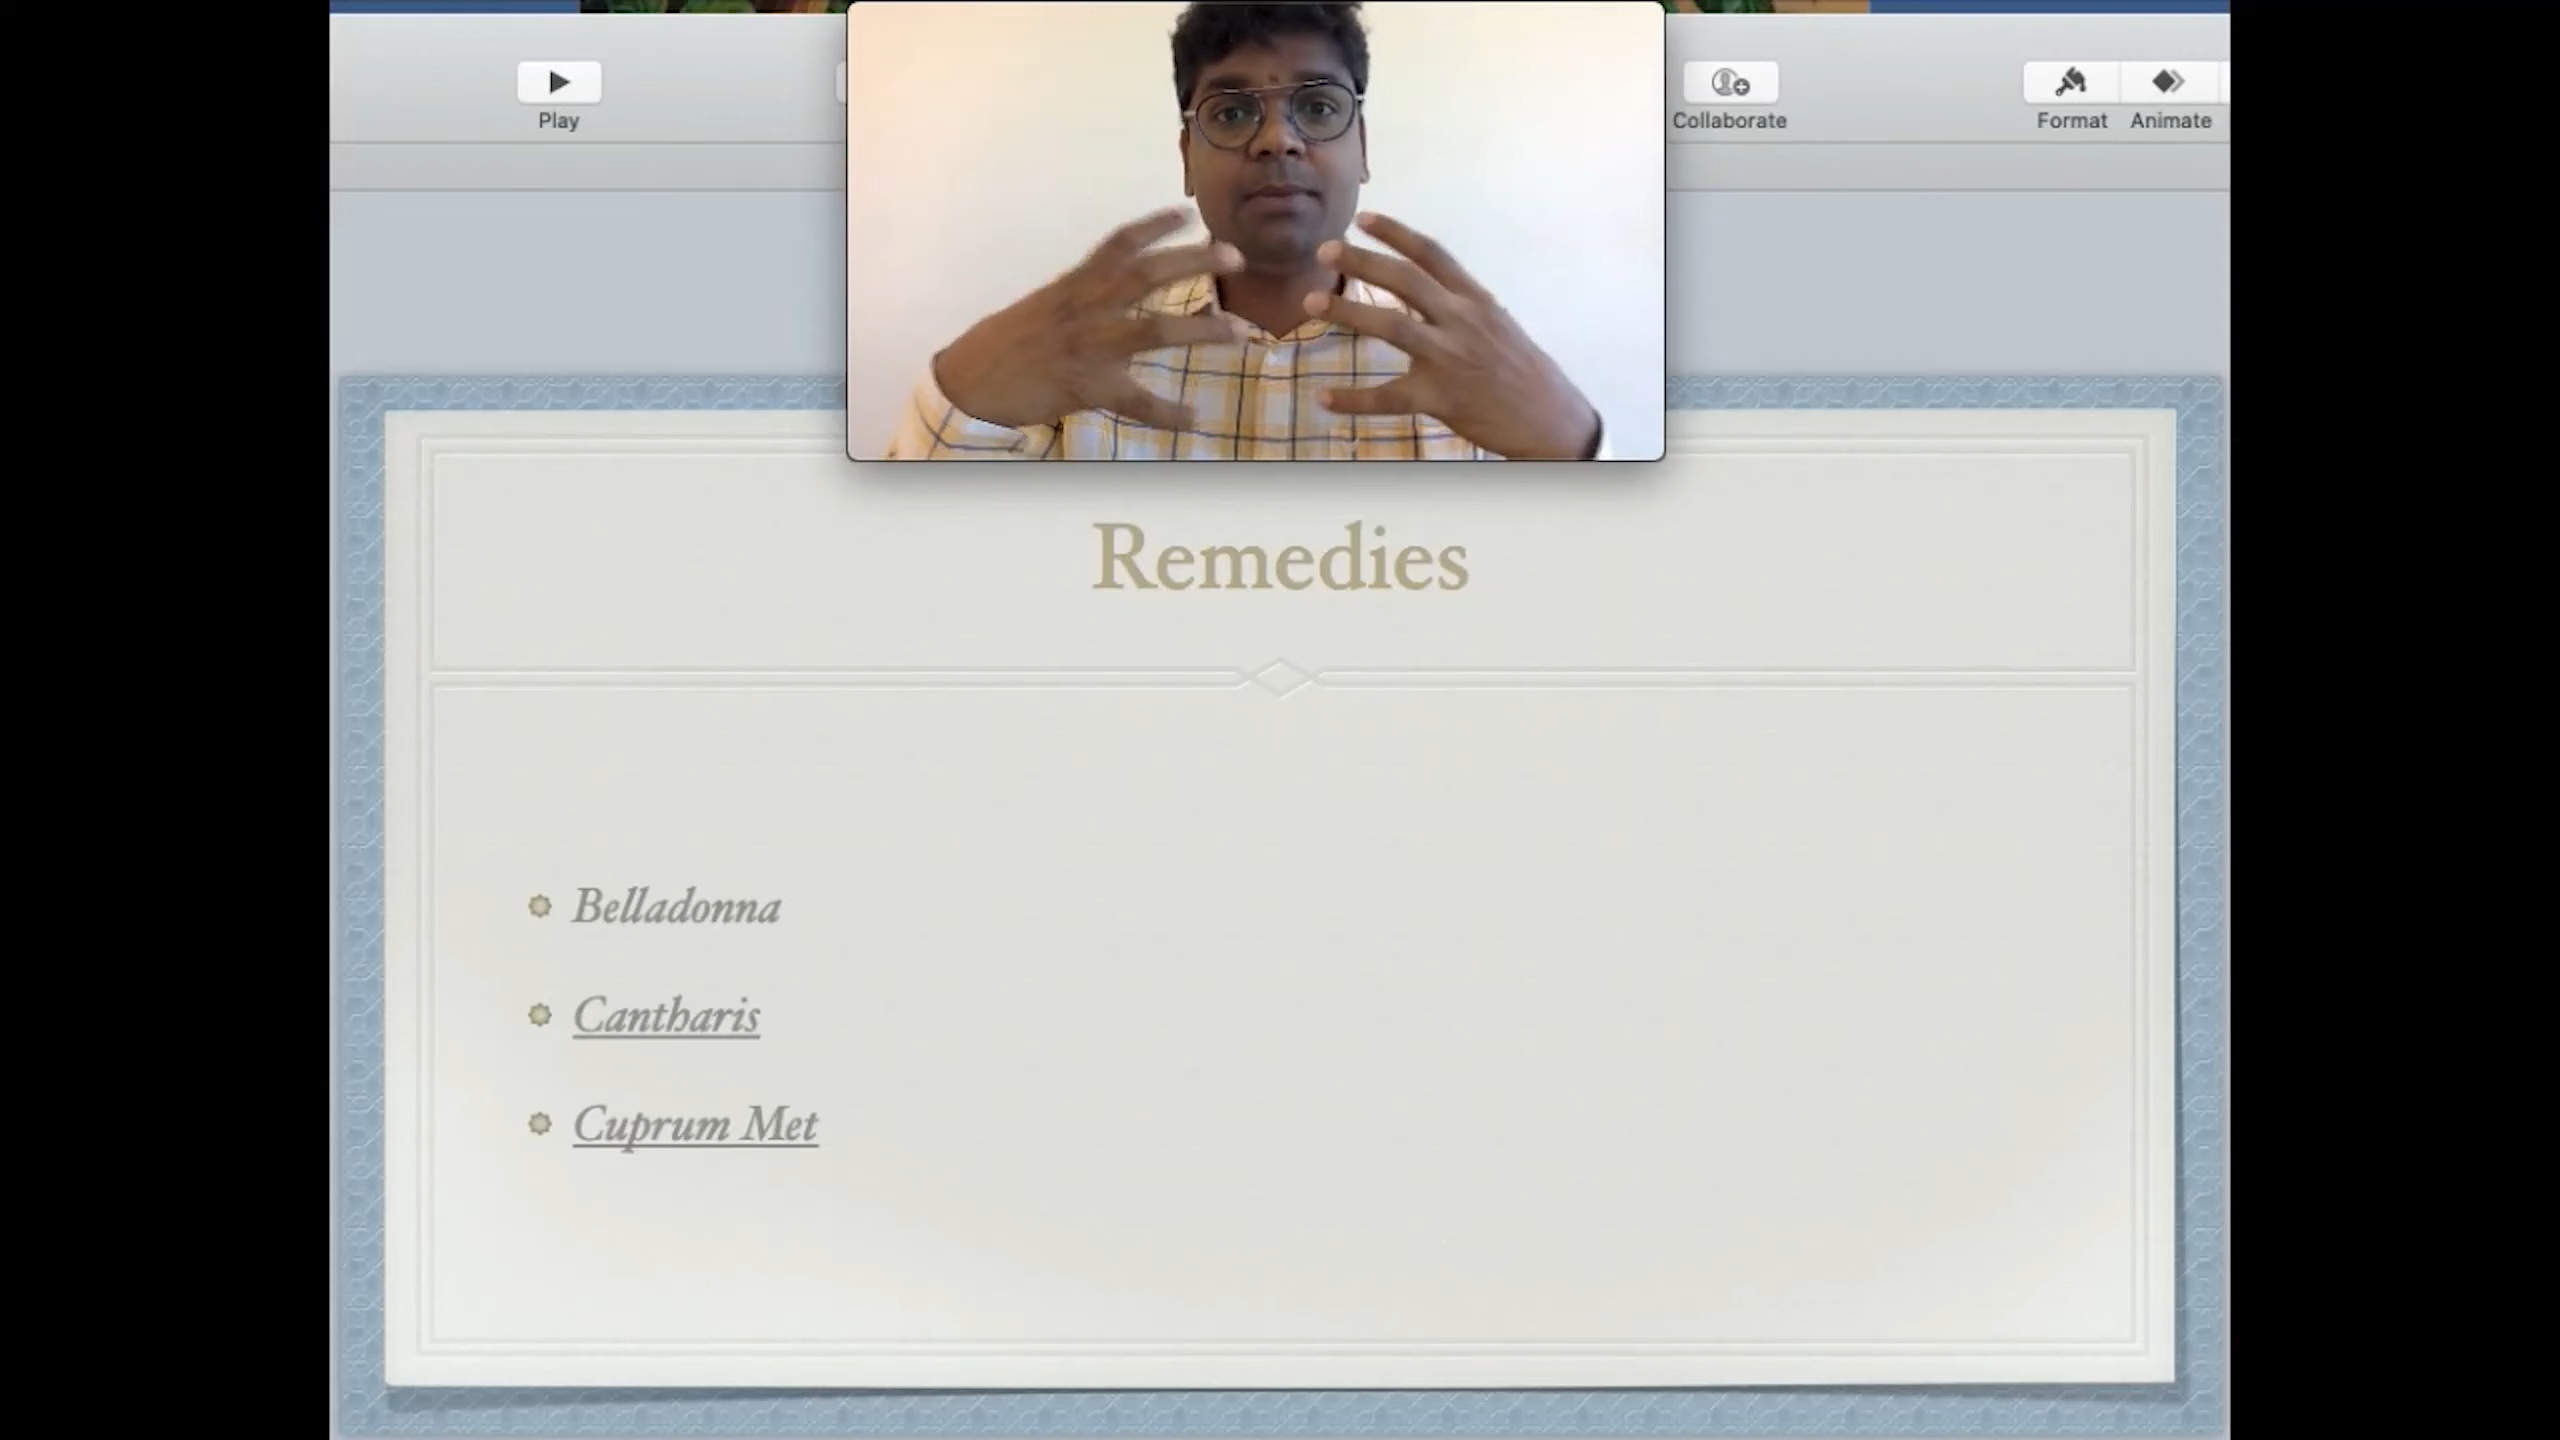 Play
Collaborate
Format
Animate
Remedies
Belladonna
Cantharis
Cuprum Met